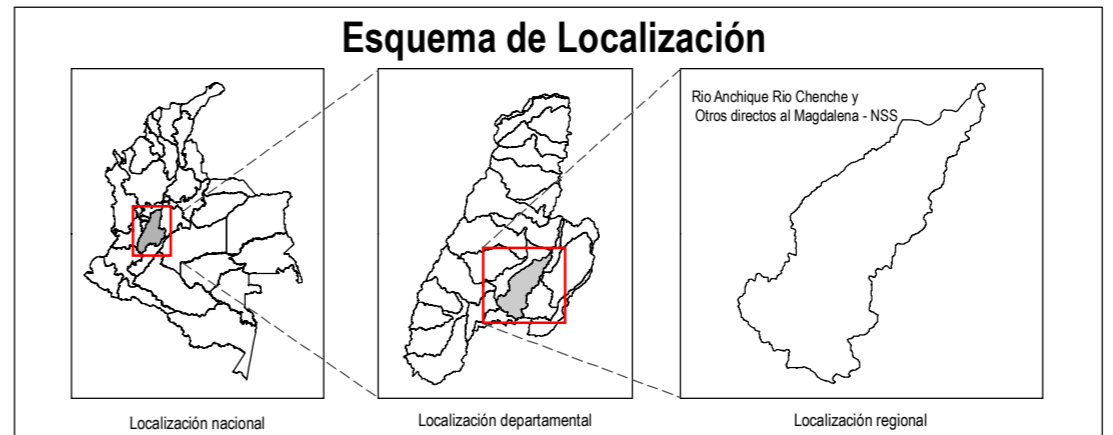 Esquema de Localización
Rio Anchique Rio Chenche y
Otros directos al Magdalena - NSS
Localización nacional
Localización departamental
Localización regional